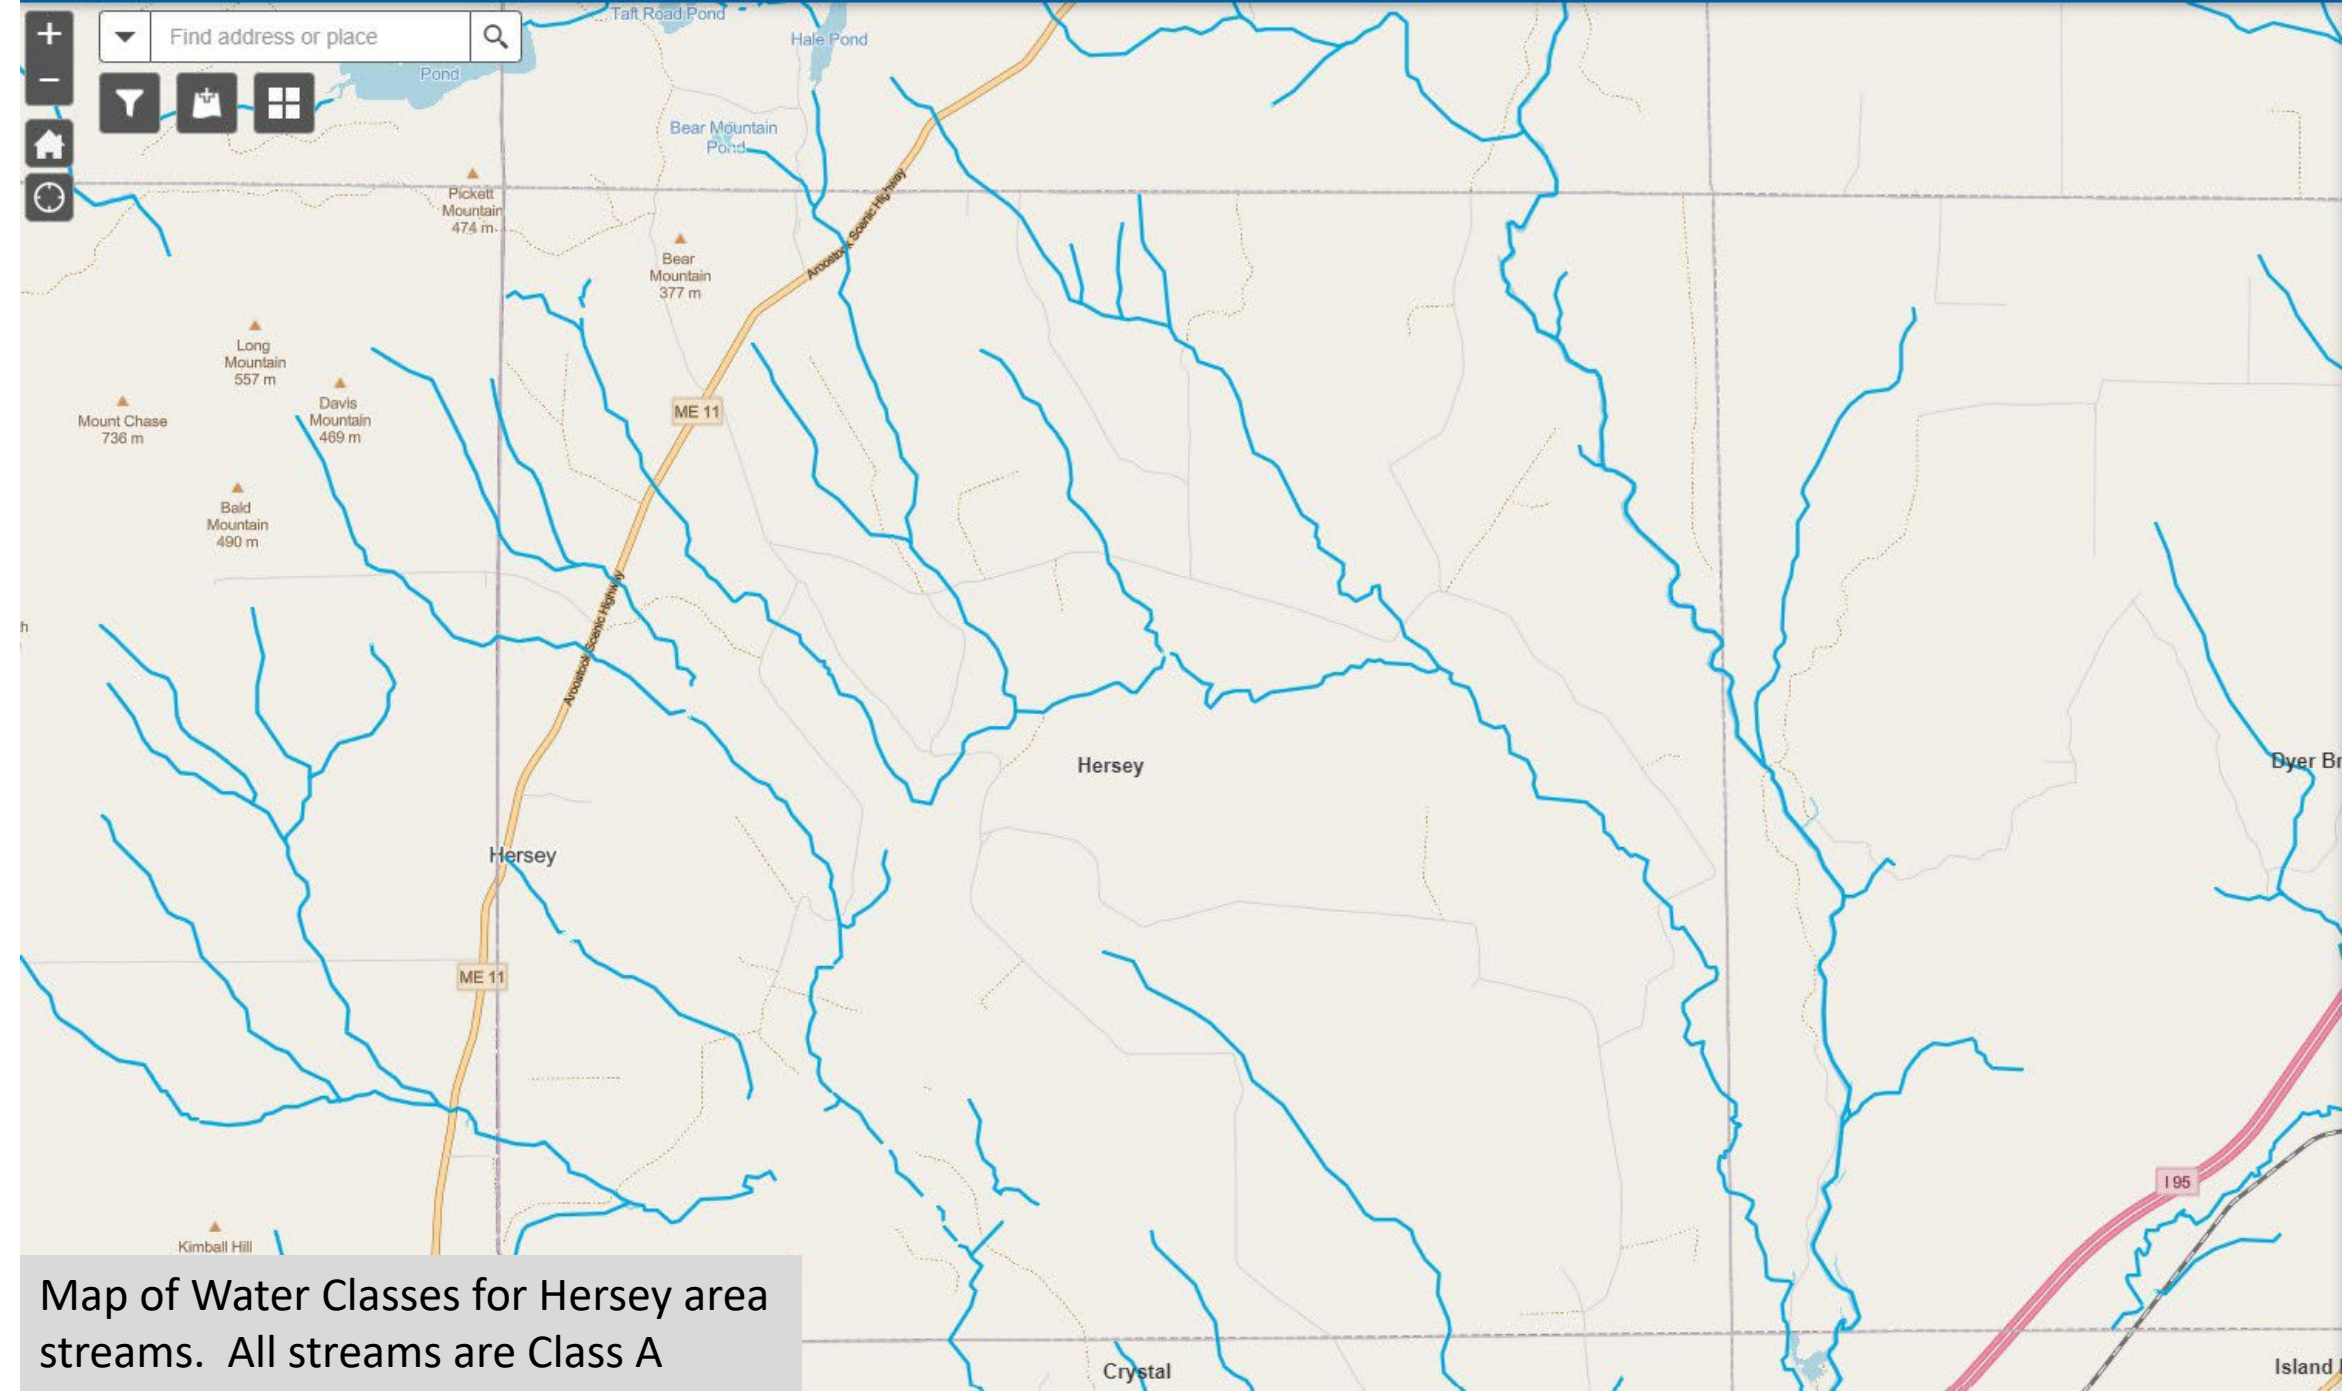 Taft Road Pond
Find address or place
Hale Pond
Pond
Bear Mountain
Pond
Pickett
Mountain
474 m
Aroostook Scenic Highway
Bear
Mountain
377 m
Long
Mountain
557 m
Davis
Mountain
469 m
Mount Chase
736 m
ME 11
Bald
Mountain
490 m
Aroostook Scenic Highway
h
Hersey
Dyer Br
Hersey
ME 11
I 95
Kimball Hill
Map of Water Classes for Hersey area
streams. All streams are Class A
Crystal
Island